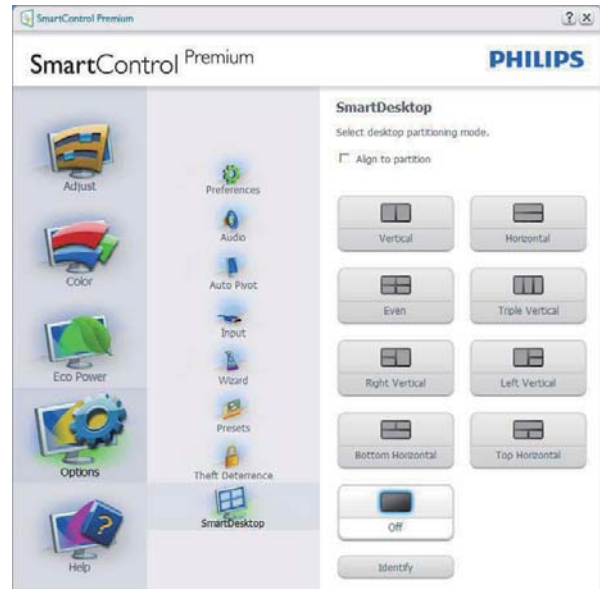 SmartControl Premium
? x
SmartControl Premium
PHILIPS
Adjust
Color
Eco Power
Options
Help
Preferences
Audio
Auto Pivot
Input
Wizard
Presets
Theft Deterrence
SmartDesktop
SmartDesktop
Select desktop partitioning mode.
Align to partition
Vertical
Horizontal
Even
Triple Vertical
Right Vertical
Left Vertical
Bottom Horizontal
Top Horizontal
Off
Identify